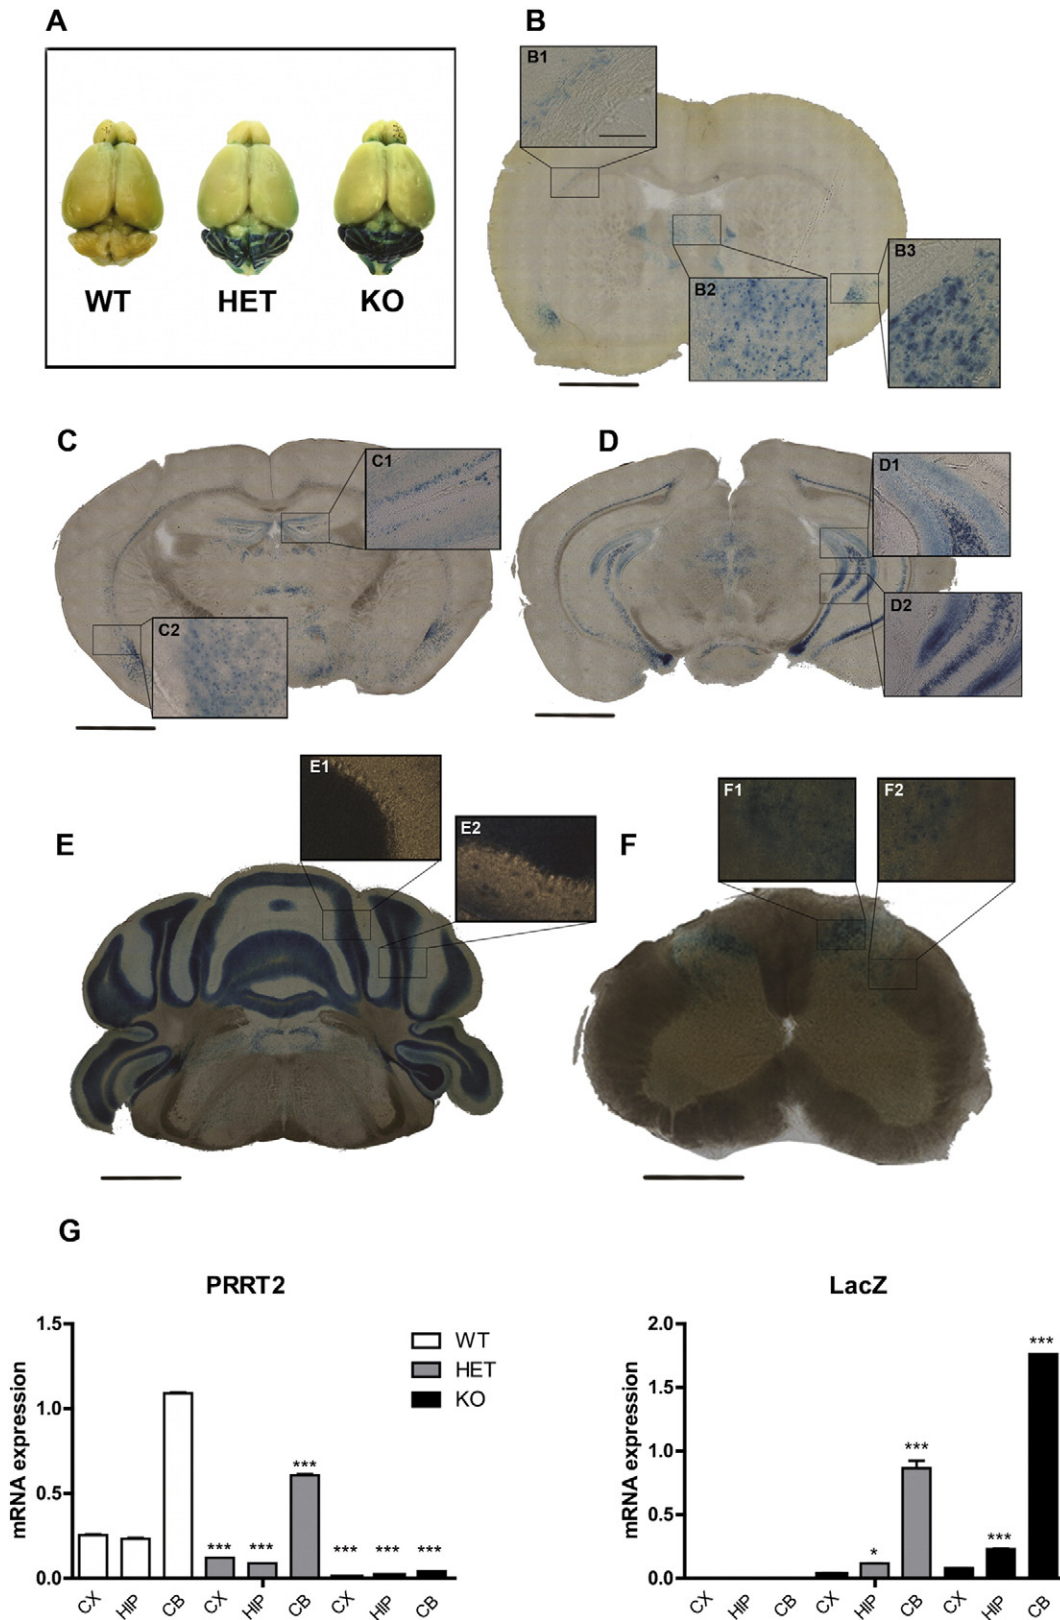 A
WT HET KO
B
B1
B2
B3
C
C1
C2
D
D1
D2
E
E1
E2
F
F1
F2
G
PRRT2
mRNA expression
1.5
1.0
0.5
0.0
WT
HET
KO
*** *** *** *** *** ***
CX HIP CB CX HIP CB CX HIP CB
LacZ
mRNA expression
2.0
1.5
1.0
0.5
0.0
* *** *** ***
CX HIP CB CX HIP CB CX HIP CB